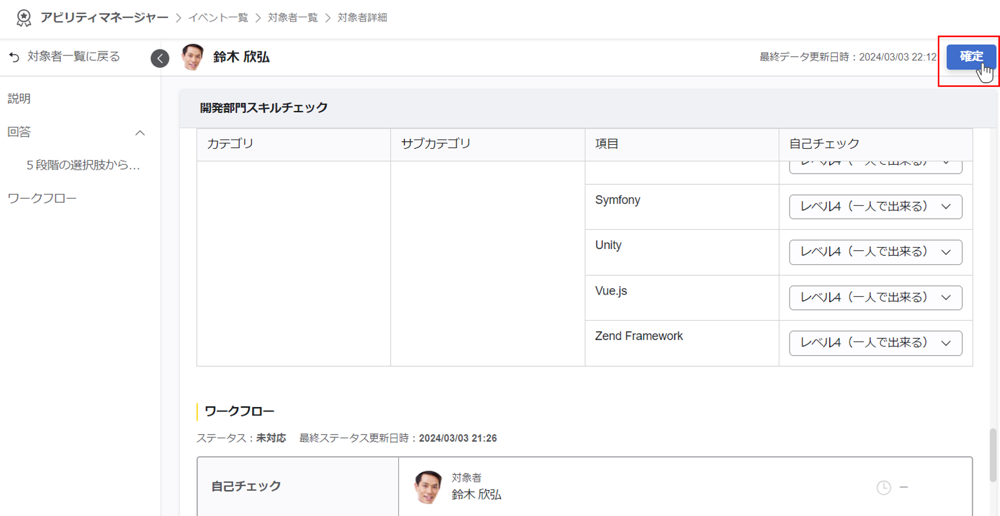 アビリティマネージャー > イベント一覧 > 対象者一覧 > 対象者詳細
対象者一覧に戻る
鈴木 欣弘
最終データ更新日時：2024/03/03 22:12
確定
説明
回答
５段階の選択肢から...
ワークフロー
開発部門スキルチェック
カテゴリ サブカテゴリ 項目 自己チェック
レベル4（一人で出来る）
Symfony レベル4（一人で出来る）
Unity レベル4（一人で出来る）
Vue.js レベル4（一人で出来る）
Zend Framework レベル4（一人で出来る）
ワークフロー
ステータス：未対応 最終ステータス更新日時：2024/03/03 21:26
自己チェック
対象者
鈴木 欣弘
–